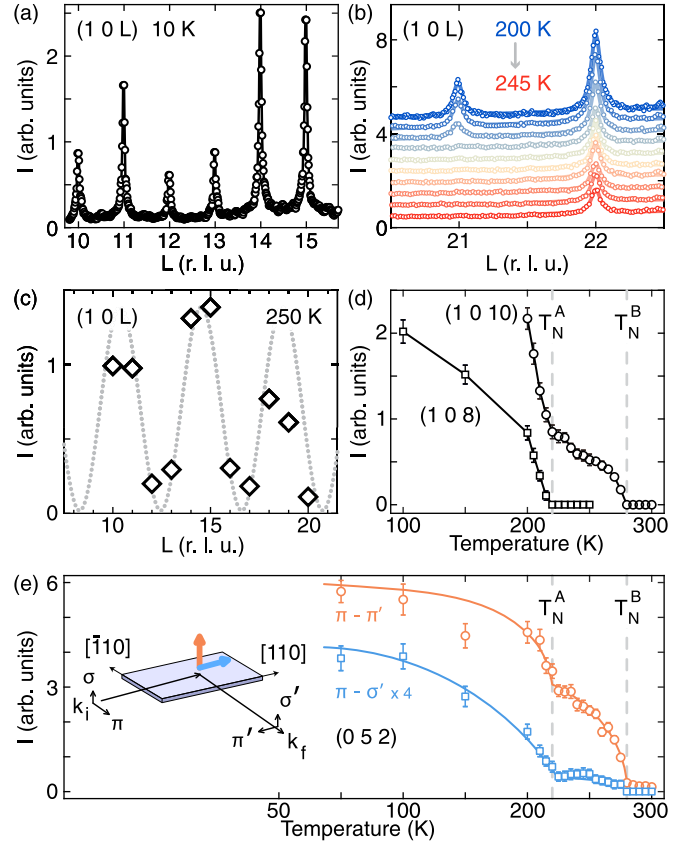 (a)
(1 0 L) 10 K
I (arb. units)
0
1
2
10 11 12 13 14 15
L (r. l. u.)
(b)
(1 0 L)
200 K
245 K
I (arb. units)
0
4
8
21 22
L (r. l. u.)
(c)
(1 0 L) 250 K
I (arb. units)
0
1
10 15 20
L (r. l. u.)
(d)
(1 0 10)
(1 0 8)
T_N^A
T_N^B
I (arb. units)
0
1
2
100 200 300
Temperature (K)
(e)
I (arb. units)
0
3
6
[1̄10]
[110]
σ
k_i
π
σ′
π′
k_f
π - π′
π - σ′ x 4
(0 5 2)
T_N^A
T_N^B
50 100 200 300
Temperature (K)